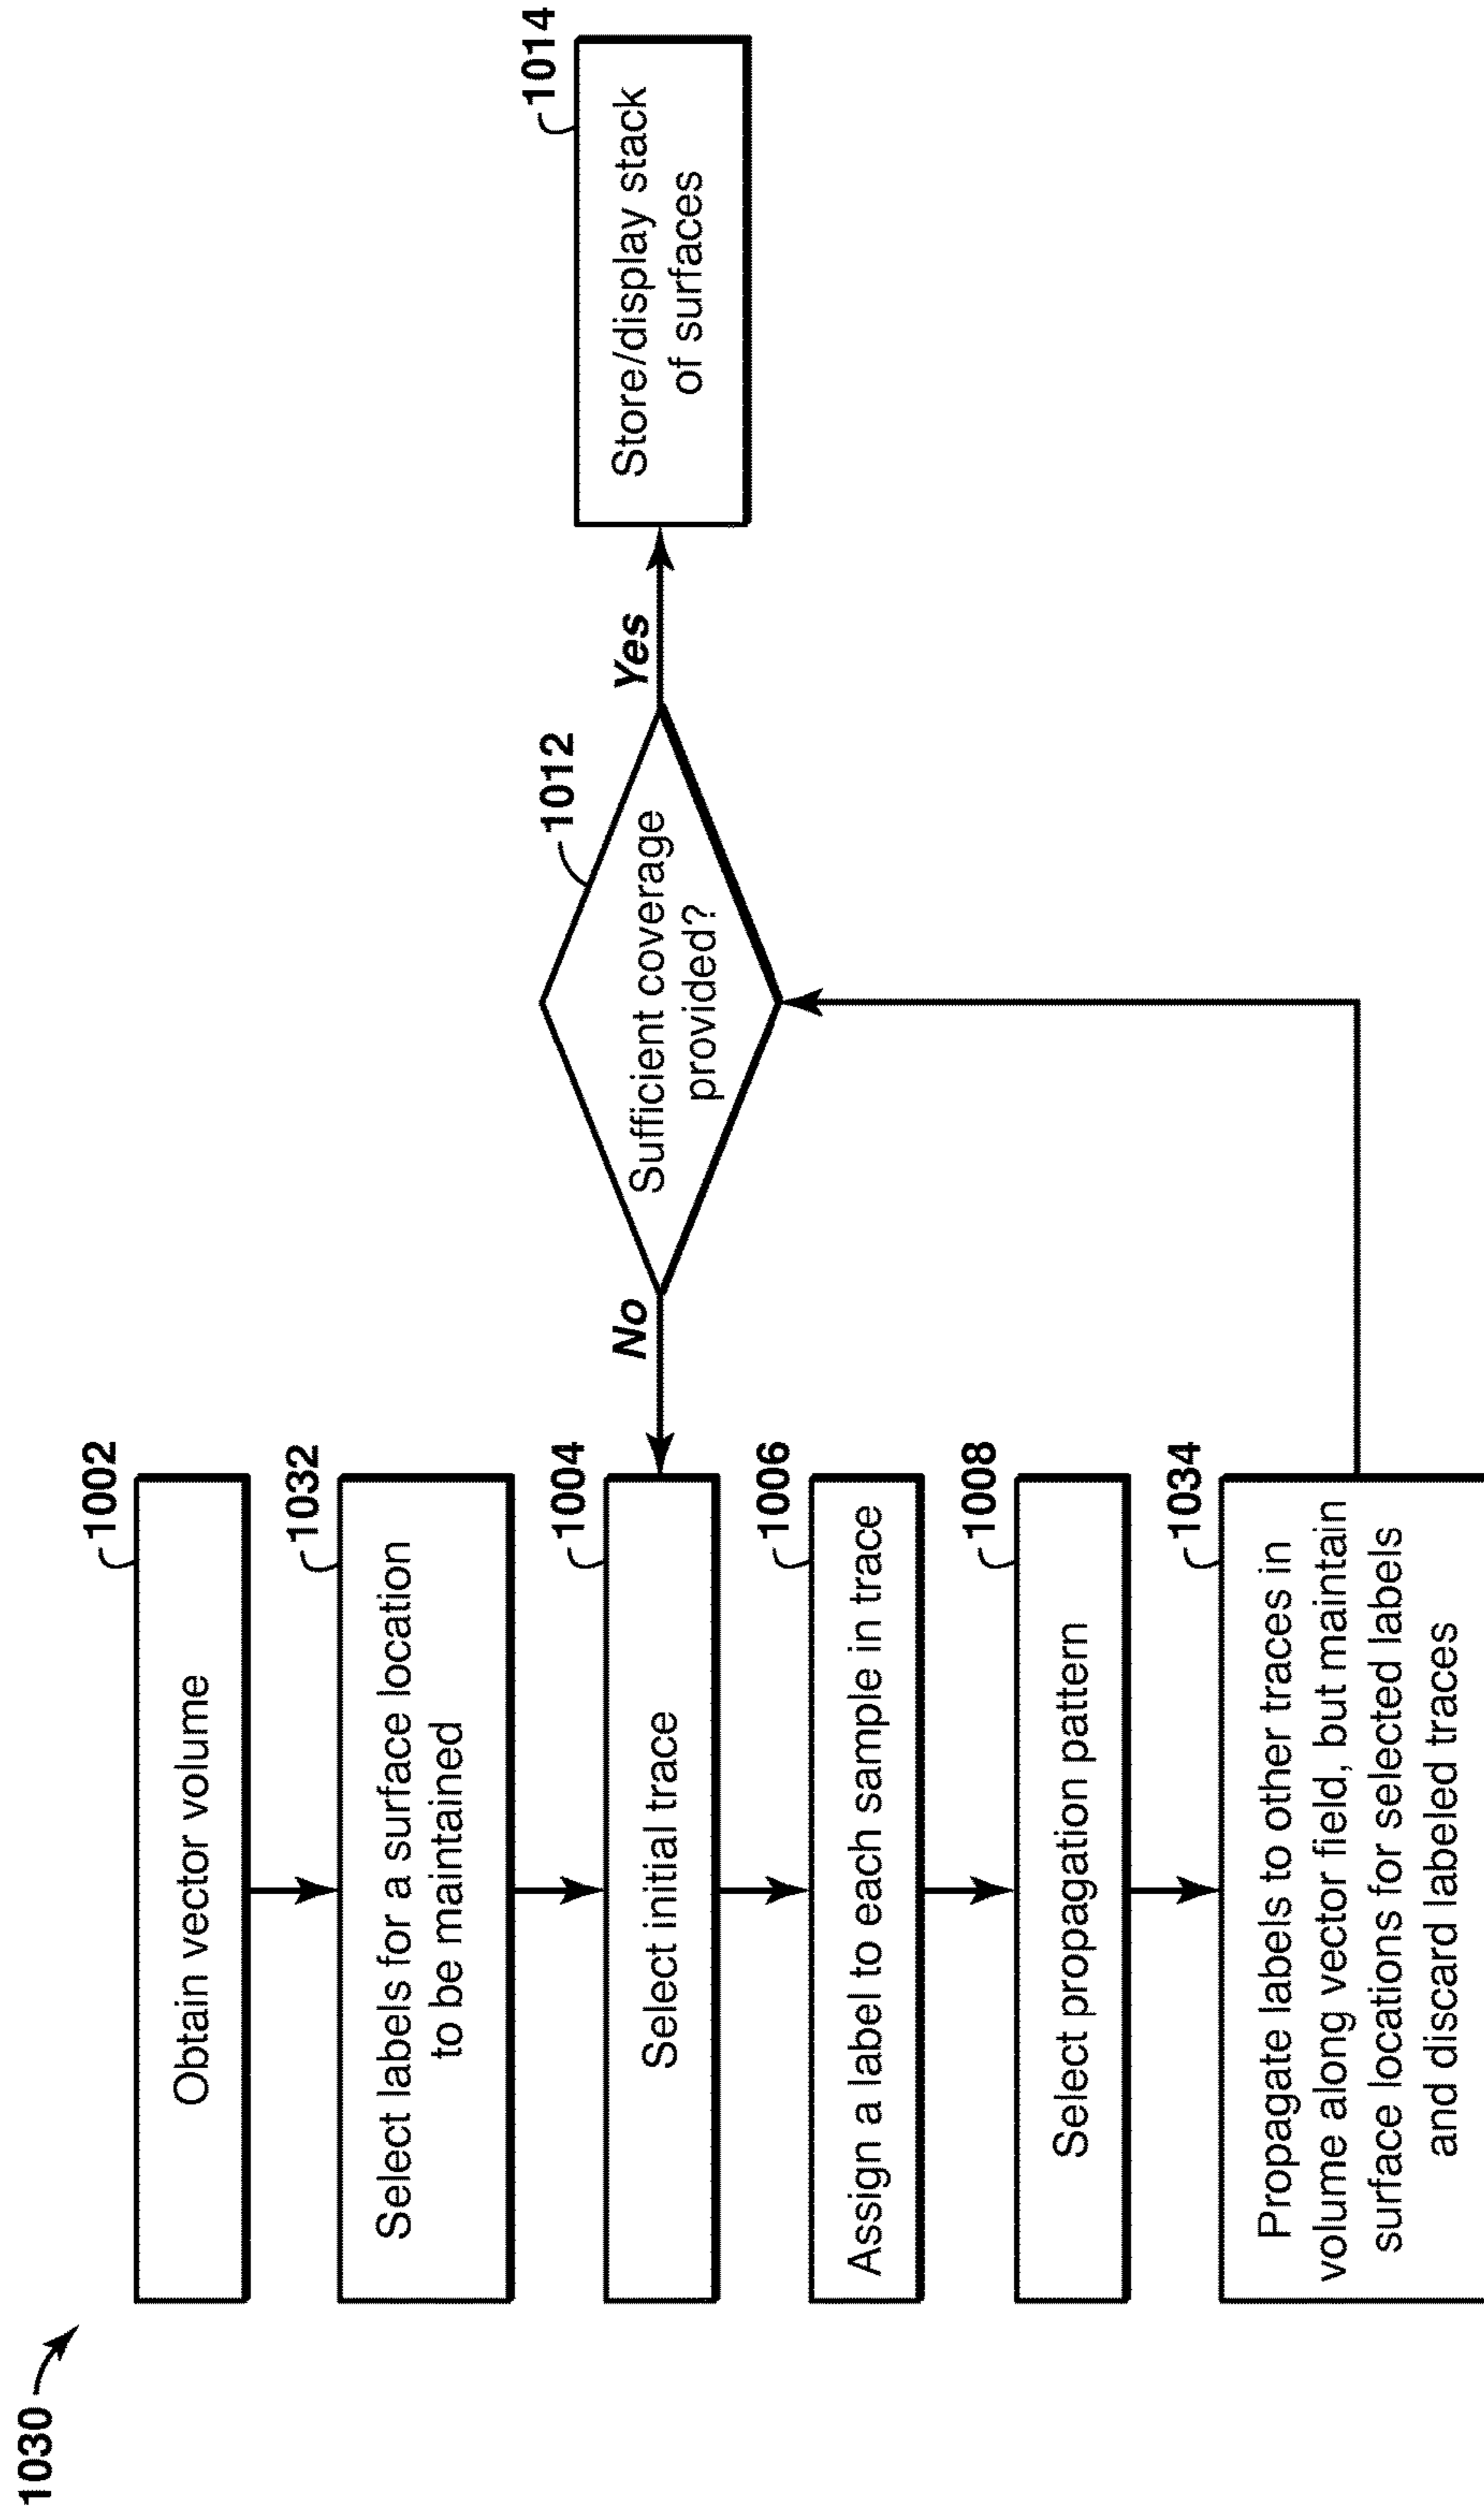 1030
1002
Obtain vector volume
1032
Select labels for a surface location
to be maintained
1004
Select initial trace
1006
Assign a label to each sample in trace
1008
Select propagation pattern
1034
Propagate labels to other traces in
volume along vector field, but maintain
surface locations for selected labels
and discard labeled traces
No
1012
Sufficient coverage
provided?
Yes
1014
Store/display stack
of surfaces